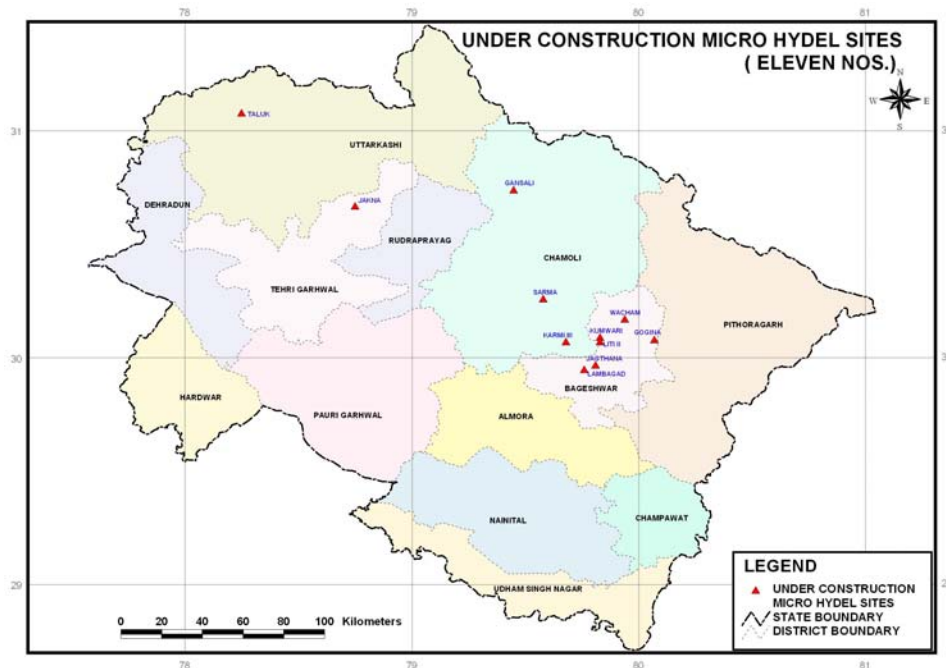 78 79 80 81
UNDER CONSTRUCTION MICRO HYDEL SITES
( ELEVEN NOS.)
N
W E
S
TALUK
31
UTTARKASHI
GANSALI
DEHRADUN
JAKNA
RUDRAPRAYAG
CHAMOLI
TEHRI GARHWAL
SARMA
WACHAM
PITHORAGARH
KUMWARI
GOGINA
KARMI III
LITI II
30
JAGTHANA
LAMBAGAD
BAGESHWAR
HARDWAR
PAURI GARHWAL
ALMORA
NAINITAL
CHAMPAWAT
LEGEND
29
UDHAM SINGH NAGAR
UNDER CONSTRUCTION
MICRO HYDEL SITES
STATE BOUNDARY
DISTRICT BOUNDARY
0 20 40 60 80 100 Kilometers
78 79 80 81